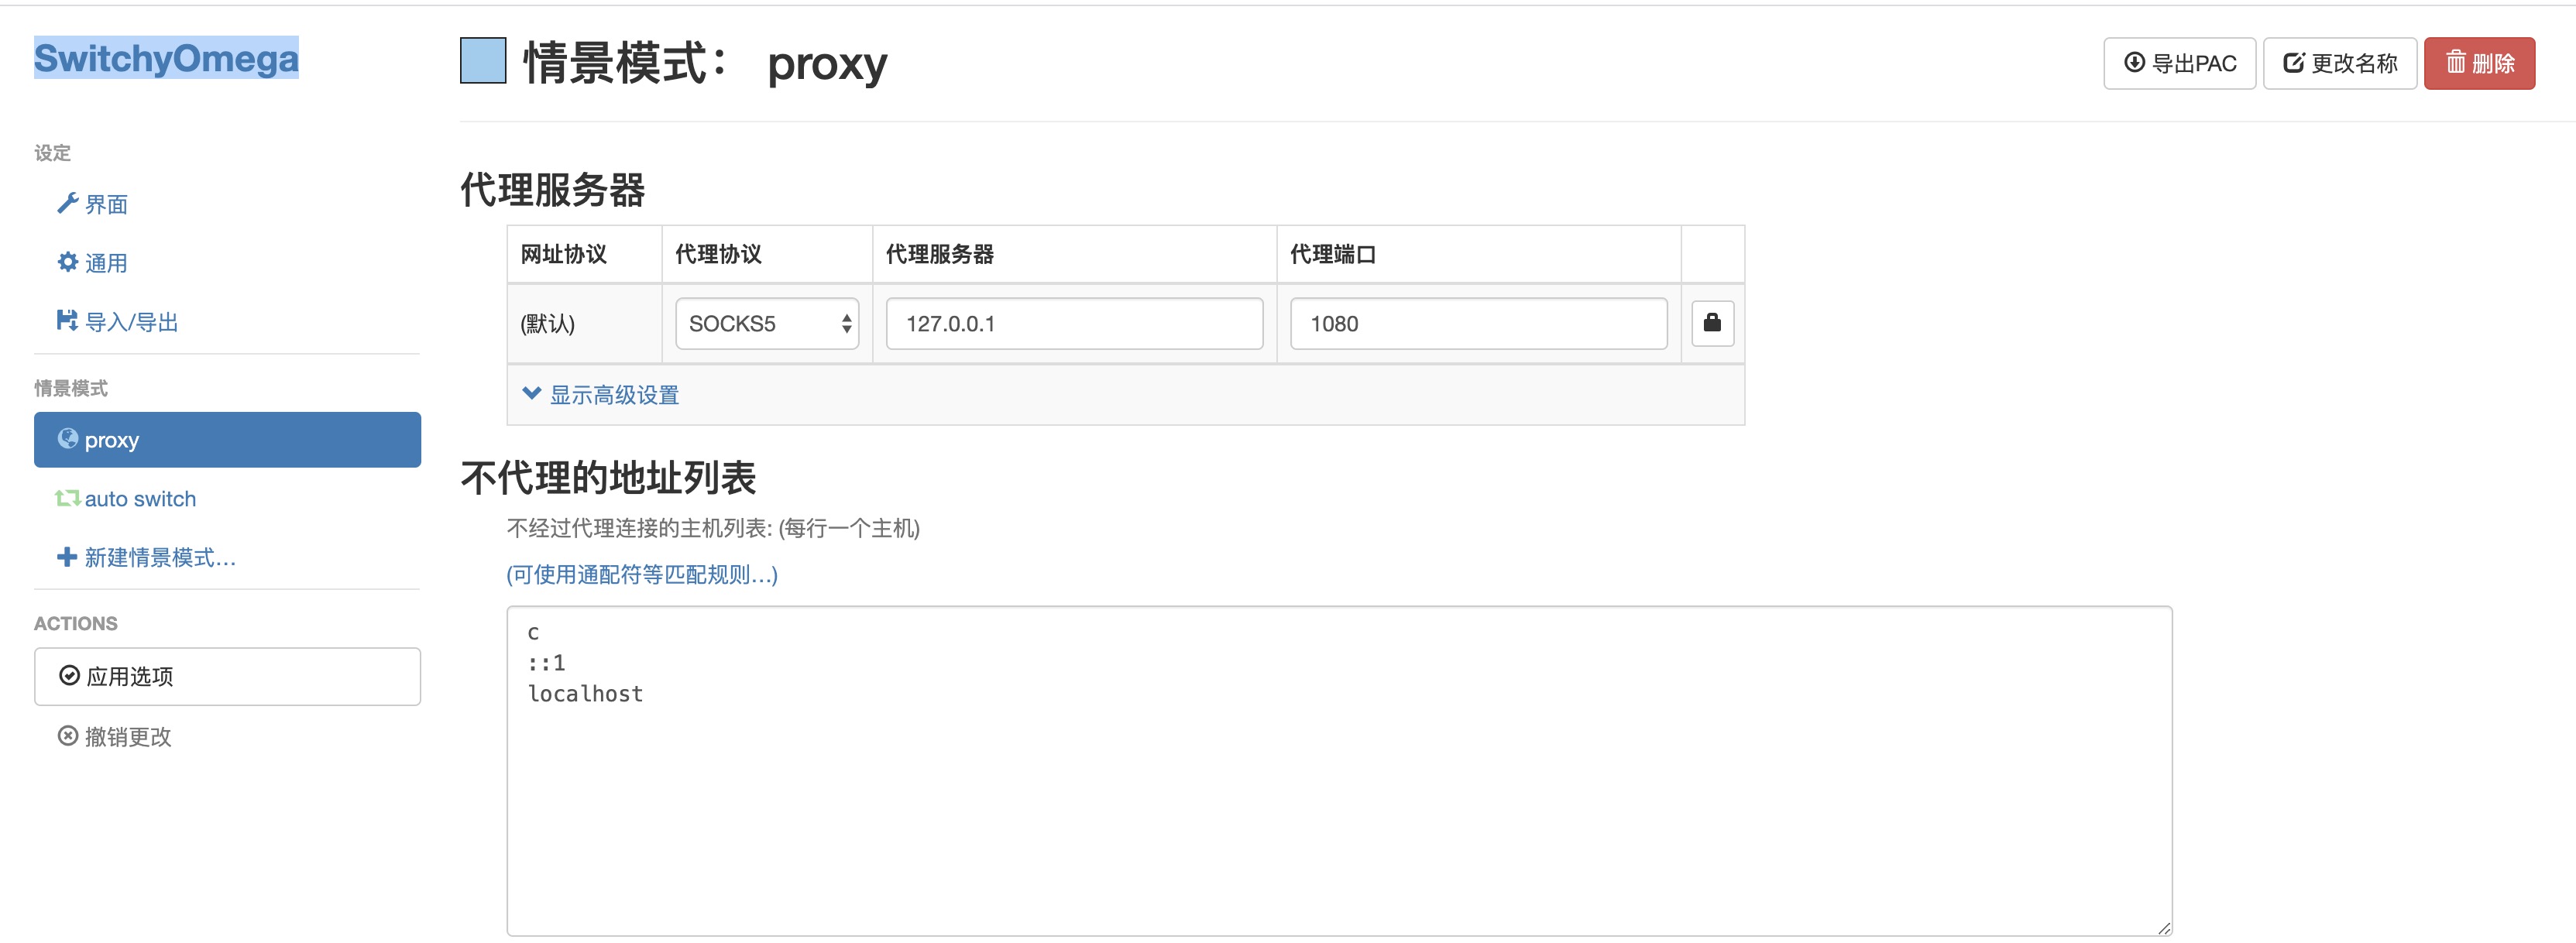 SwitchyOmega
设定
界面
通用
导入/导出
情景模式
proxy
auto switch
新建情景模式...
ACTIONS
应用选项
撤销更改
情景模式： proxy
导出PAC
更改名称
删除
代理服务器
网址协议 代理协议 代理服务器 代理端口
(默认) SOCKS5 127.0.0.1 1080
显示高级设置
不代理的地址列表
不经过代理连接的主机列表: (每行一个主机)
(可使用通配符等匹配规则...)
c
::1
localhost